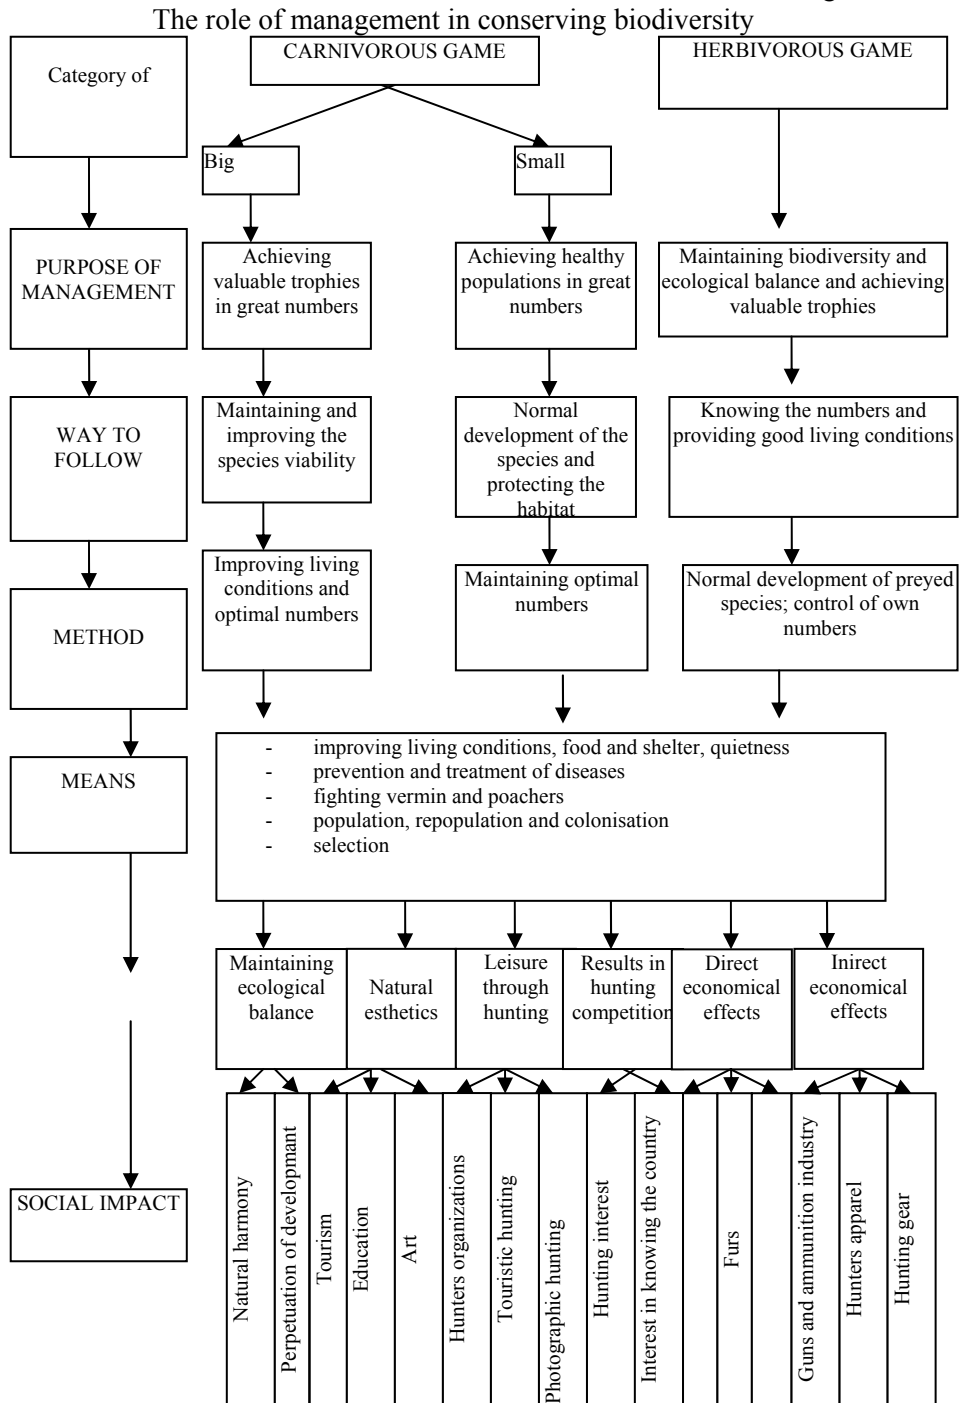 The role of management in conserving biodiversity
Category of
CARNIVOROUS GAME
HERBIVOROUS GAME
Big
Small
PURPOSE OF
MANAGEMENT
Achieving
valuable trophies
in great numbers
Achieving healthy
populations in great
numbers
Maintaining biodiversity and
ecological balance and achieving
valuable trophies
WAY TO
FOLLOW
Maintaining and
improving the
species viability
Normal
development of the
species and
protecting the
habitat
Knowing the numbers and
providing good living conditions
METHOD
Improving living
conditions and
optimal numbers
Maintaining optimal
numbers
Normal development of preyed
species; control of own
numbers
MEANS
- improving living conditions, food and shelter, quietness
- prevention and treatment of diseases
- fighting vermin and poachers
- population, repopulation and colonisation
- selection
Maintaining
ecological
balance
Natural
esthetics
Leisure
through
hunting
Results in
hunting
competition
Direct
economical
effects
Inirect
economical
effects
SOCIAL IMPACT
Natural harmony
Perpetuation of developmant
Tourism
Education
Art
Hunters organizations
Touristic hunting
Photographic hunting
Hunting interest
Interest in knowing the country
Furs
Guns and ammunition industry
Hunters apparel
Hunting gear